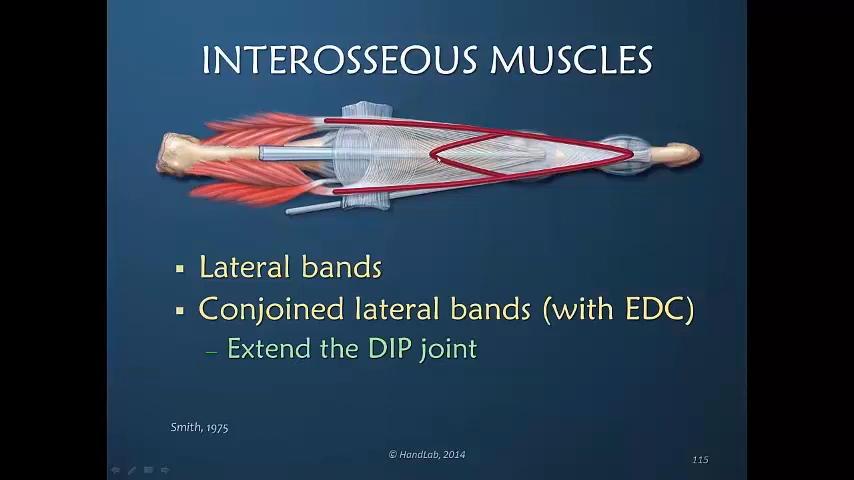 INTEROSSEOUS MUSCLES
▪ Lateral bands
▪ Conjoined lateral bands (with EDC)
– Extend the DIP joint
Smith, 1975
© HandLab, 2014
115